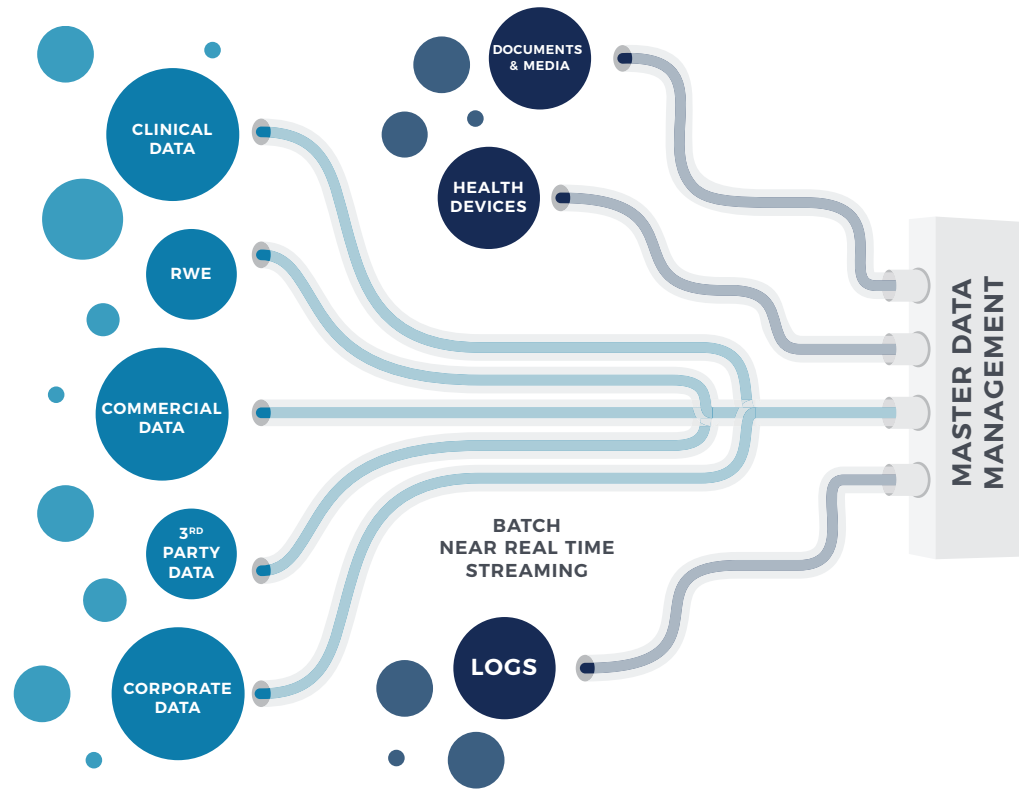 DOCUMENTS
& MEDIA
CLINICAL
DATA
HEALTH
DEVICES
RWE
COMMERCIAL
DATA
3RD
PARTY
DATA
CORPORATE
DATA
BATCH
NEAR REAL TIME
STREAMING
LOGS
MASTER DATA
MANAGEMENT